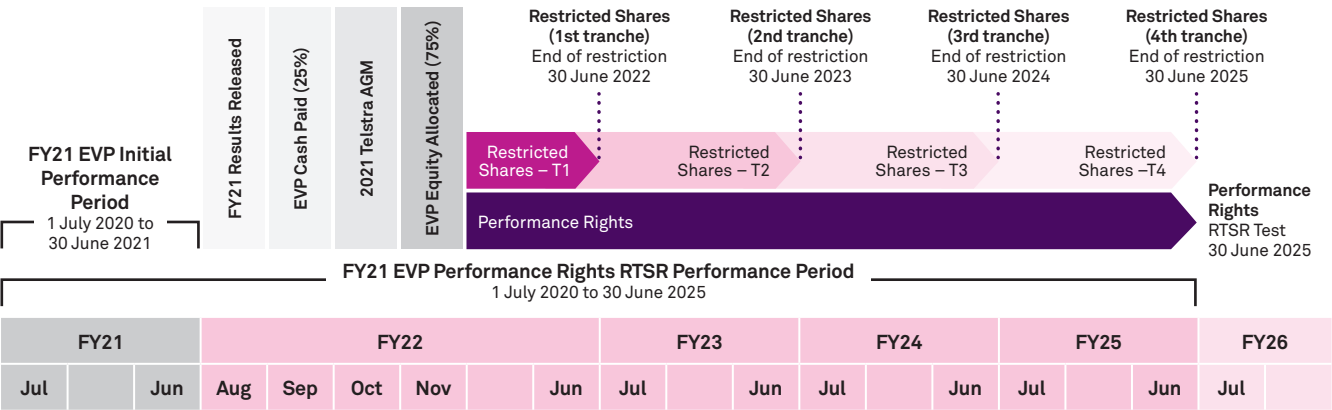 FY21 EVP Initial
Performance
Period
1 July 2020 to
30 June 2021
FY21 Results Released
EVP Cash Paid (25%)
2021 Telstra AGM
EVP Equity Allocated (75%)
Restricted Shares
(1st tranche)
End of restriction
30 June 2022
Restricted Shares
(2nd tranche)
End of restriction
30 June 2023
Restricted Shares
(3rd tranche)
End of restriction
30 June 2024
Restricted Shares
(4th tranche)
End of restriction
30 June 2025
Restricted
Shares – T1
Restricted
Shares – T2
Restricted
Shares – T3
Restricted
Shares –T4
Performance Rights
Performance
Rights
RTSR Test
30 June 2025
FY21 EVP Performance Rights RTSR Performance Period
1 July 2020 to 30 June 2025
FY21 FY22 FY23 FY24 FY25 FY26
Jul Jun Aug Sep Oct Nov Jun Jul Jun Jul Jun Jul Jun Jul